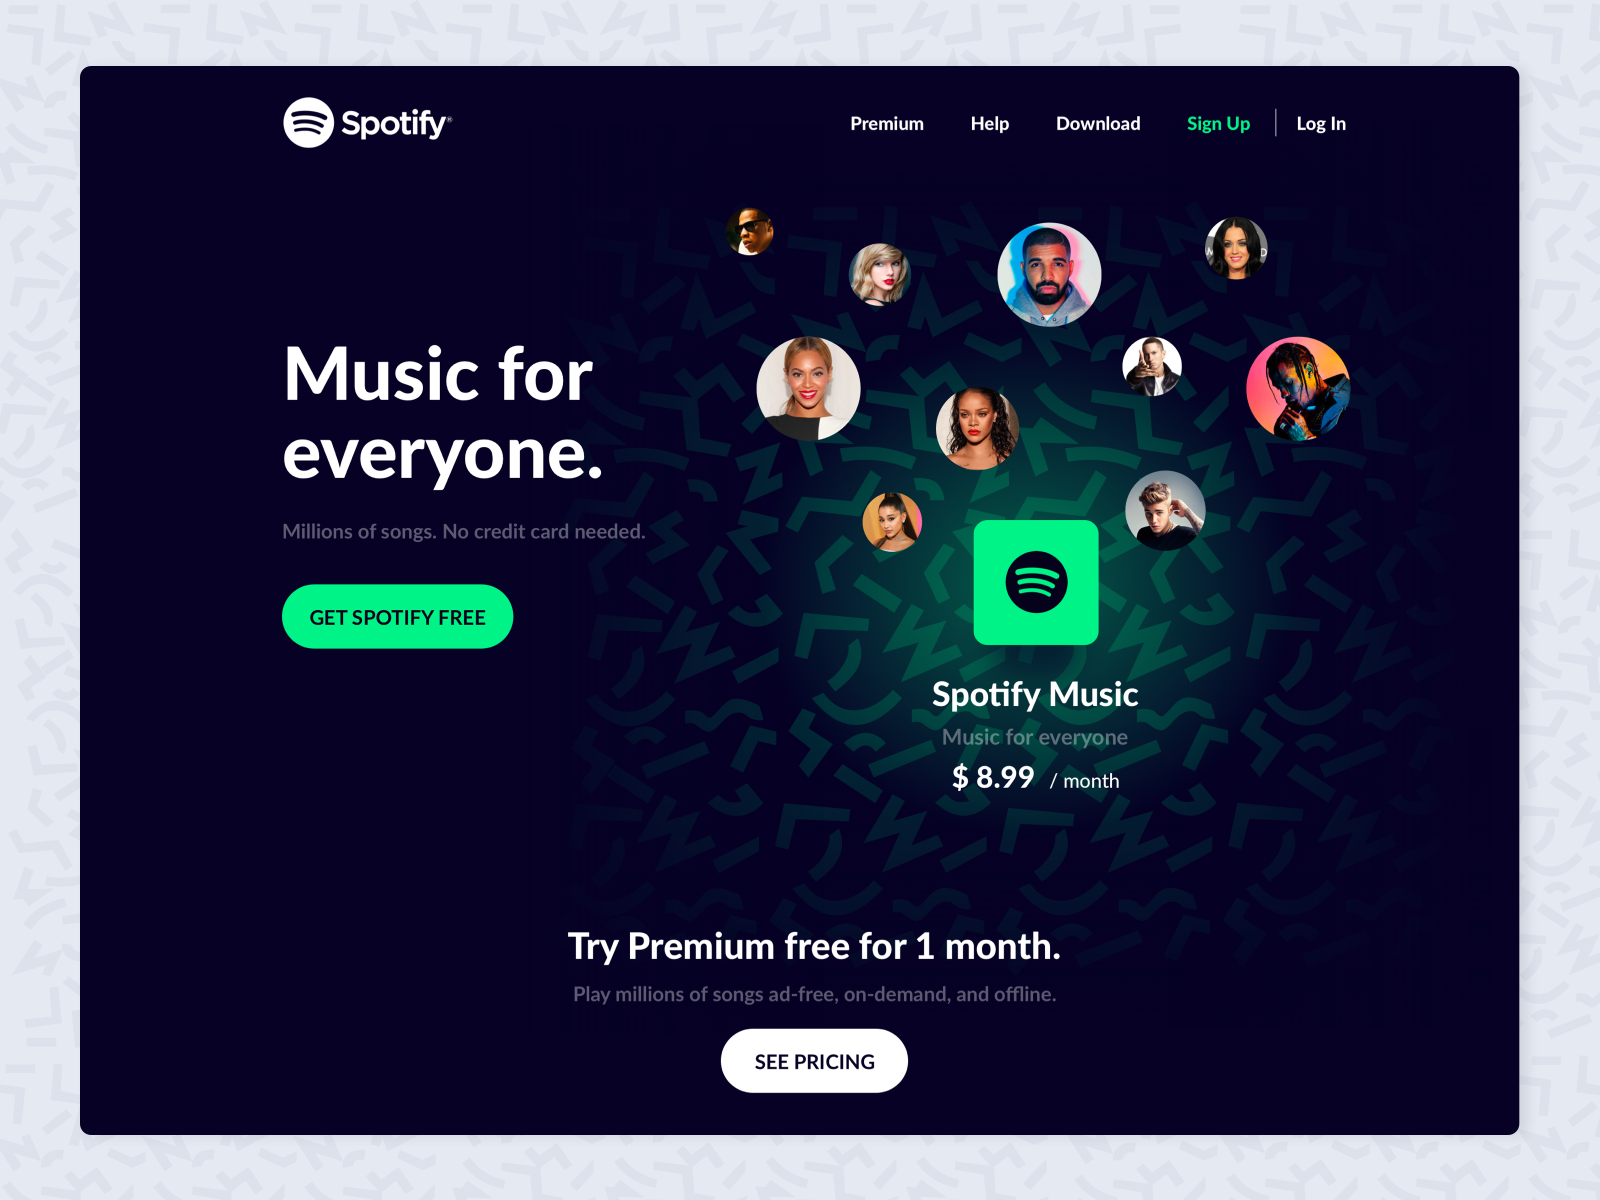 Spotify®
Premium
Help
Download
Sign Up
Log In
Music for
everyone.
Millions of songs. No credit card needed.
GET SPOTIFY FREE
Spotify Music
Music for everyone
$ 8.99 / month
Try Premium free for 1 month.
Play millions of songs ad-free, on-demand, and offline.
SEE PRICING